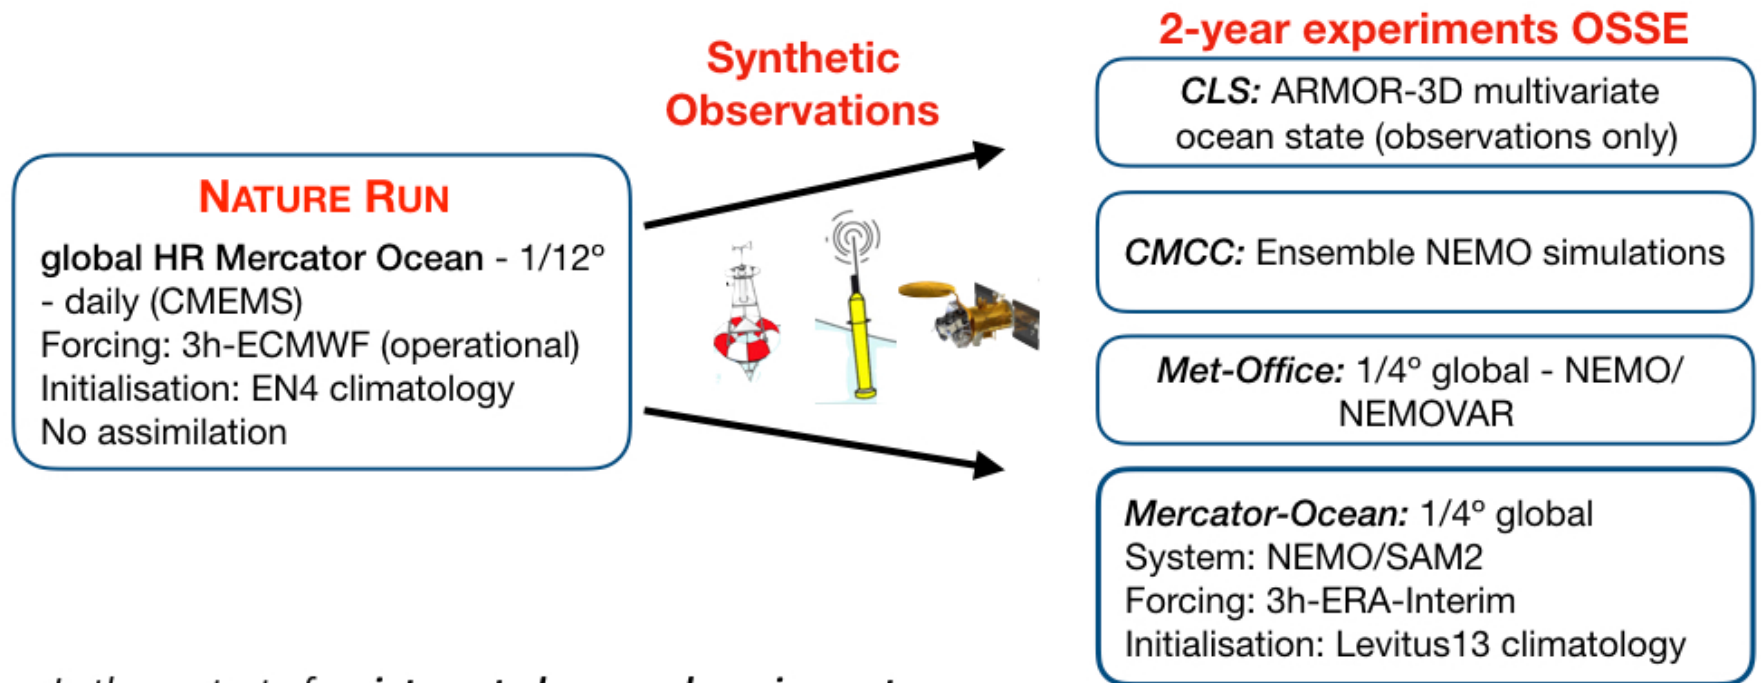 NATURE RUN
global HR Mercator Ocean - 1/12º
- daily (CMEMS)
Forcing: 3h-ECMWF (operational)
Initialisation: EN4 climatology
No assimilation
Synthetic
Observations
2-year experiments OSSE
CLS: ARMOR-3D multivariate
ocean state (observations only)
CMCC: Ensemble NEMO simulations
Met-Office: 1/4º global - NEMO/
NEMOVAR
Mercator-Ocean: 1/4º global
System: NEMO/SAM2
Forcing: 3h-ERA-Interim
Initialisation: Levitus13 climatology